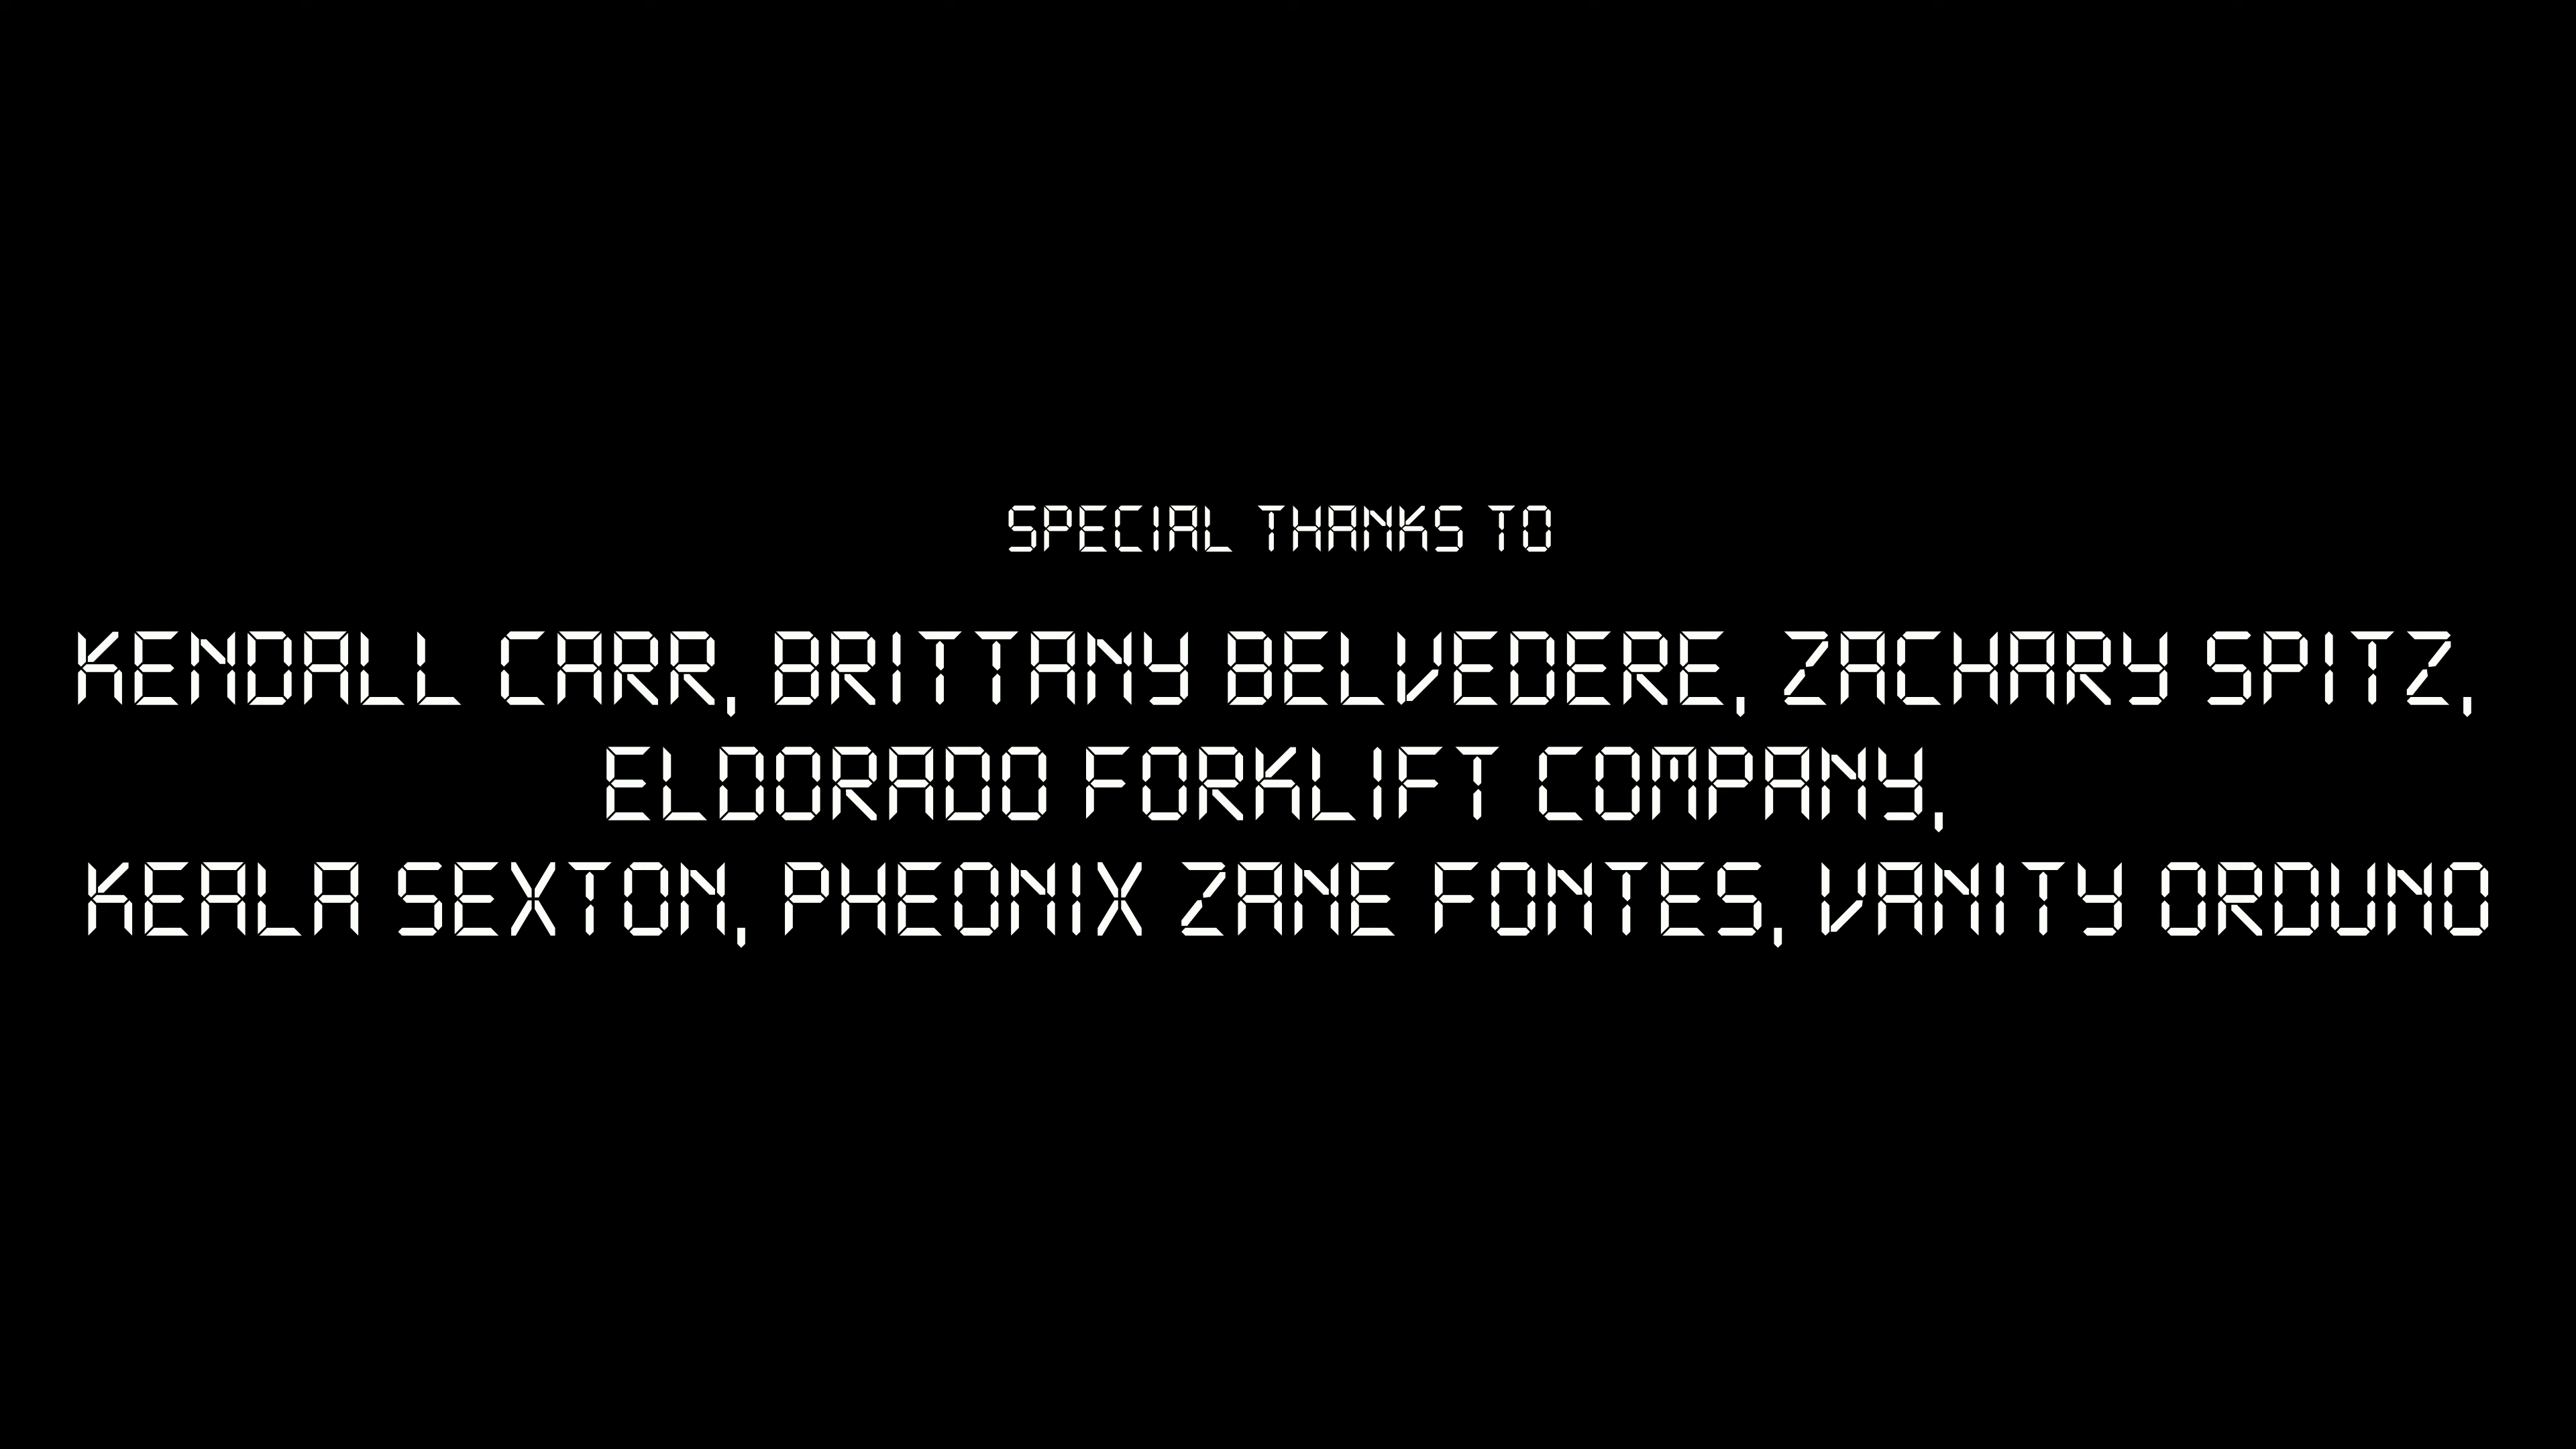 SPECIAL THANKS TO
KENDALL CARR, BRITTANY BELVEDERE, ZACHARY SPITZ,
ELDORADO FORKLIFT COMPANY,
KEALA SEXTON, PHEONIX ZANE FONTES, VANITY ORDUNO